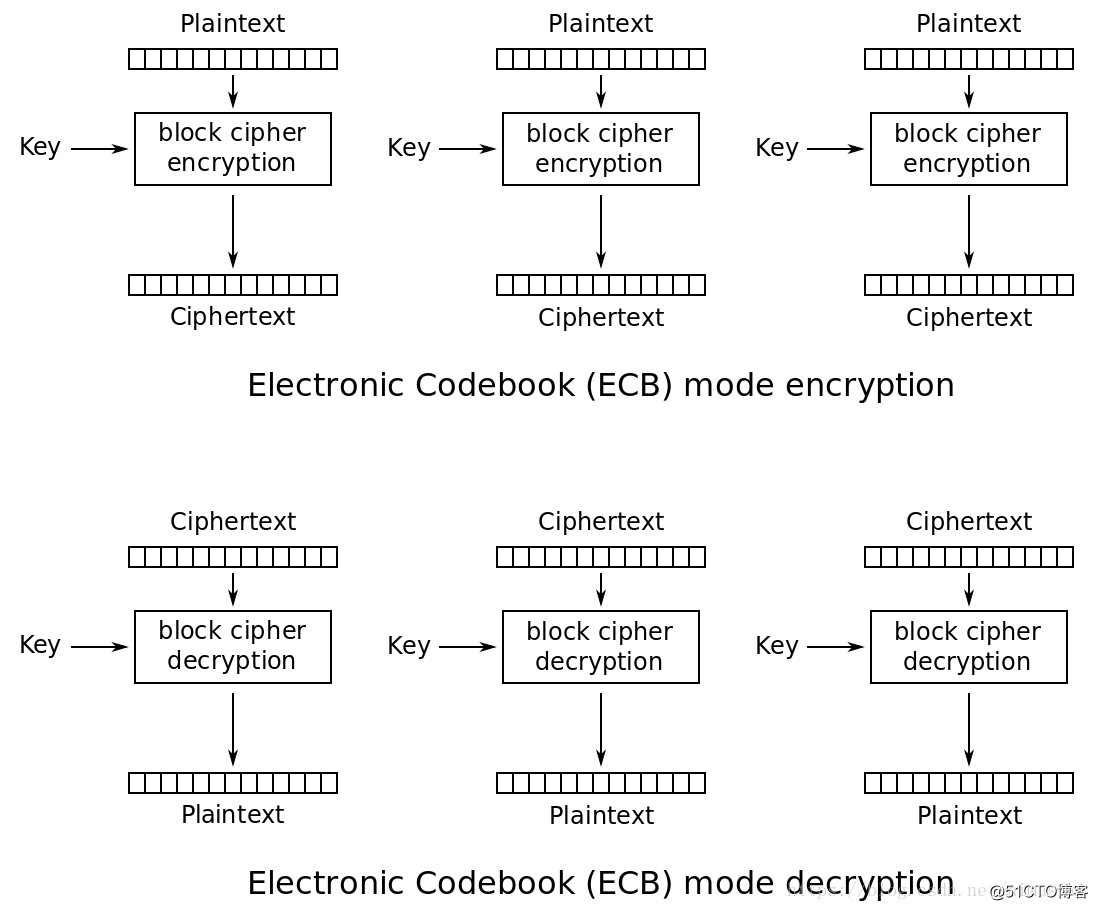 Plaintext Plaintext Plaintext
Key block cipher encryption Key block cipher encryption Key block cipher encryption
Ciphertext Ciphertext Ciphertext
Electronic Codebook (ECB) mode encryption
Ciphertext Ciphertext Ciphertext
Key block cipher decryption Key block cipher decryption Key block cipher decryption
Plaintext Plaintext Plaintext
Electronic Codebook (ECB) mode decryption
@51CTO博客